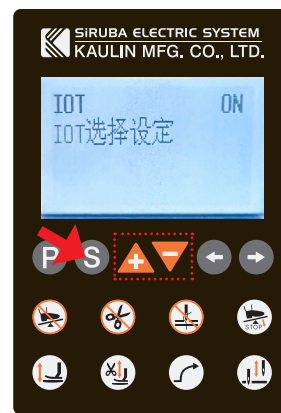 SiRUBA ELECTRIC SYSTEM
KAULIN MFG. CO., LTD.
IOT ON
IOT选择设定
P S + −
STOP